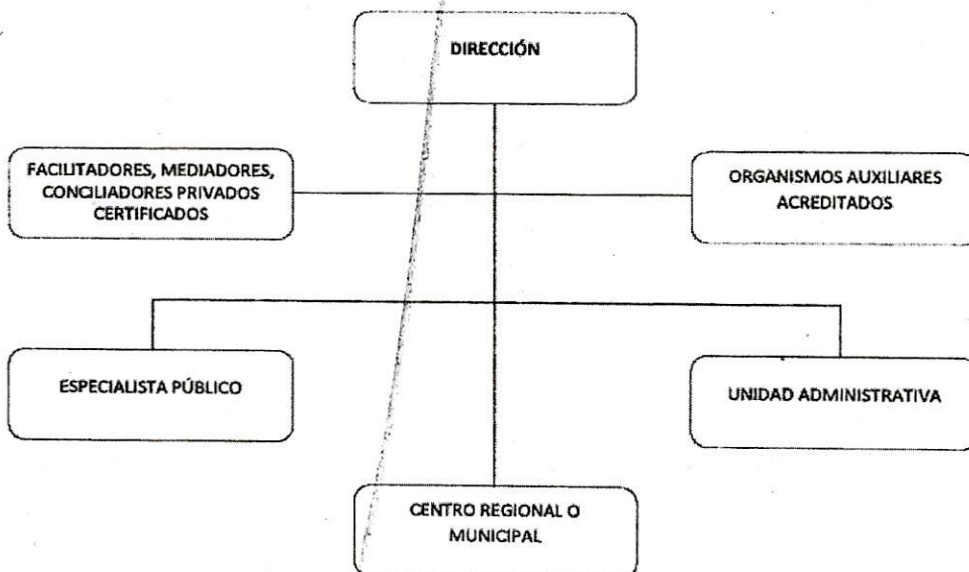 DIRECCIÓN
FACILITADORES, MEDIADORES,
CONCILIADORES PRIVADOS
CERTIFICADOS
ORGANISMOS AUXILIARES
ACREDITADOS
ESPECIALISTA PÚBLICO
UNIDAD ADMINISTRATIVA
CENTRO REGIONAL O
MUNICIPAL